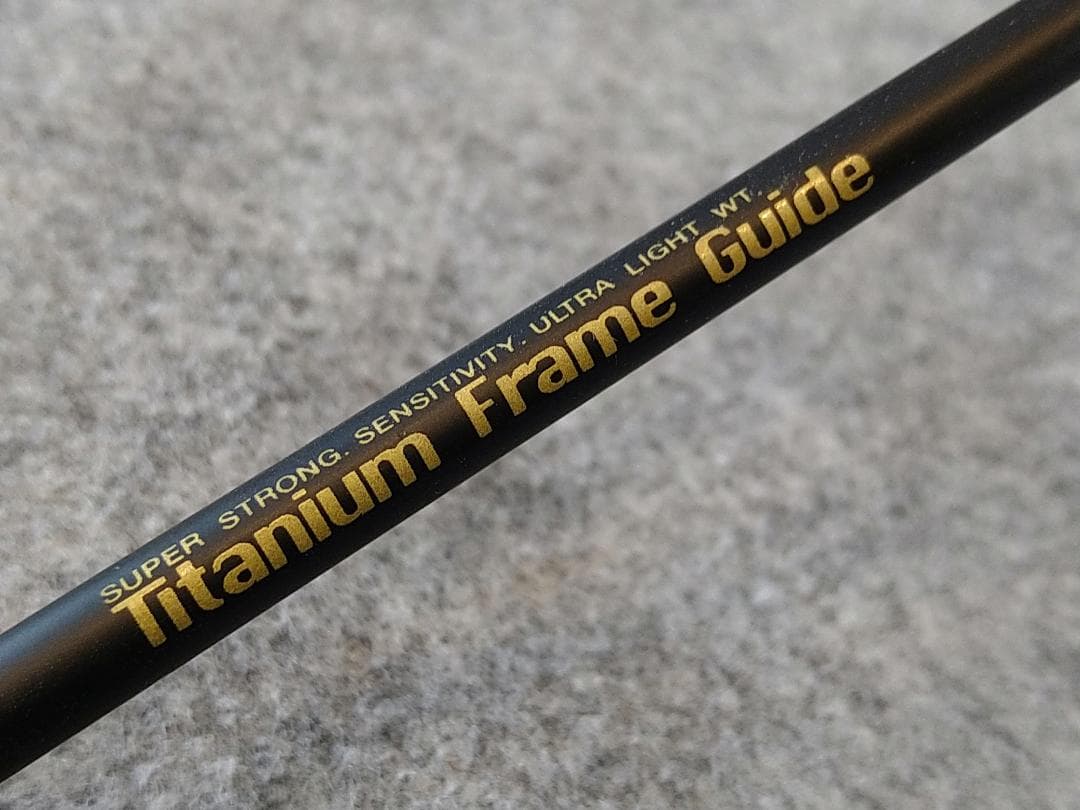 SUPER STRONG. SENSITIVITY. ULTRA LIGHT WT.
Titanium Frame Guide